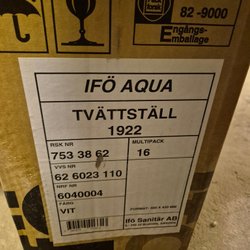 82-9000
Engångs-
Emballage
IFÖ AQUA
TVÄTTSTÄLL
1922
RSK NR
MULTIPACK
753 38 62
16
VVS NR
62 6023 110
NRF NR
6040004
FÄRG
VIT
Ifö Sanitär AB